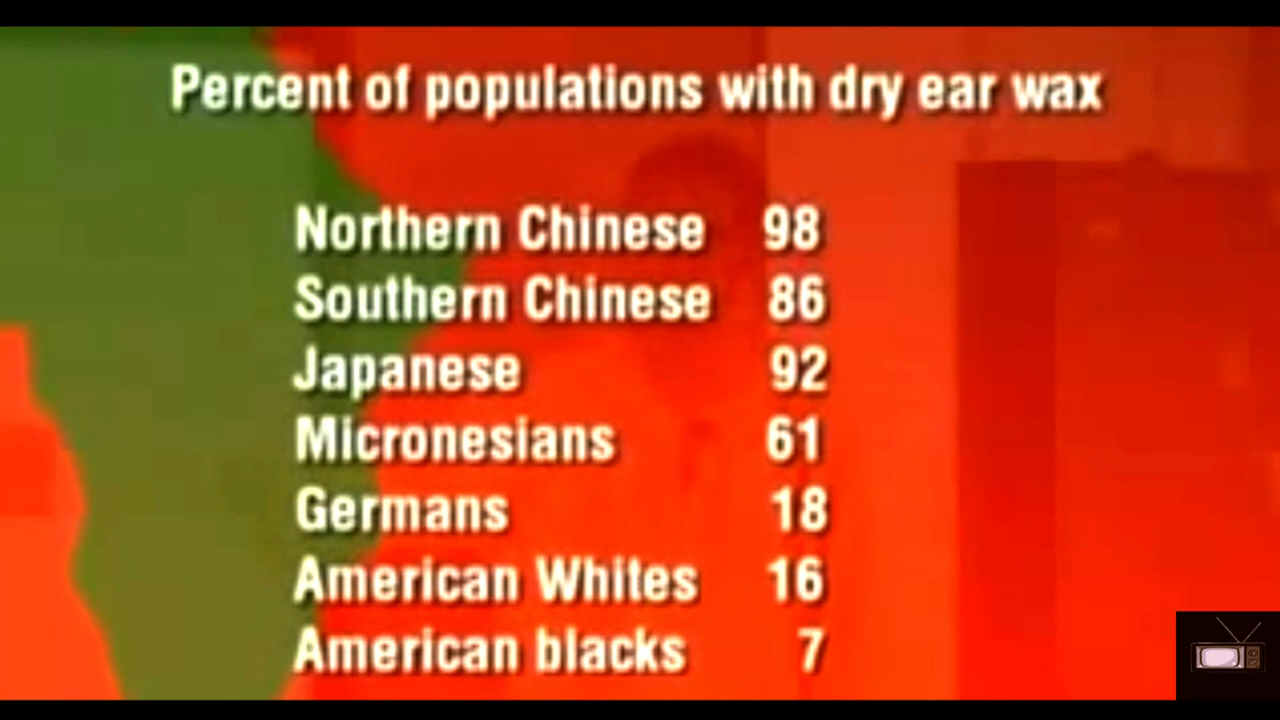 Percent of populations with dry ear wax
Northern Chinese 98
Southern Chinese 86
Japanese 92
Micronesians 61
Germans 18
American Whites 16
American blacks 7